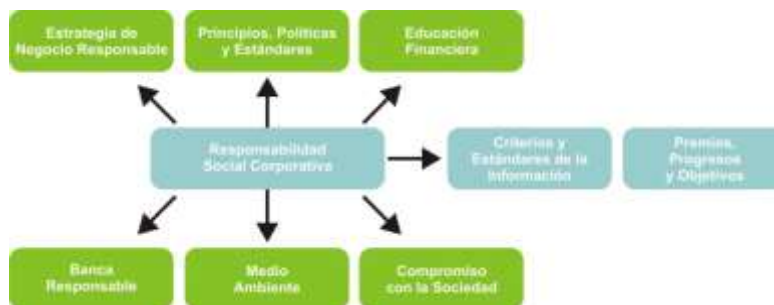 Estrategia de
Negocio Responsable
Principios, Políticas
y Estándares
Educación
Financiera
Responsabilidad
Social Corporativa
Criterios y
Estándares de la
Información
Premios,
Progresos
y Objetivos
Banca
Responsable
Medio
Ambiente
Compromiso
con la Sociedad